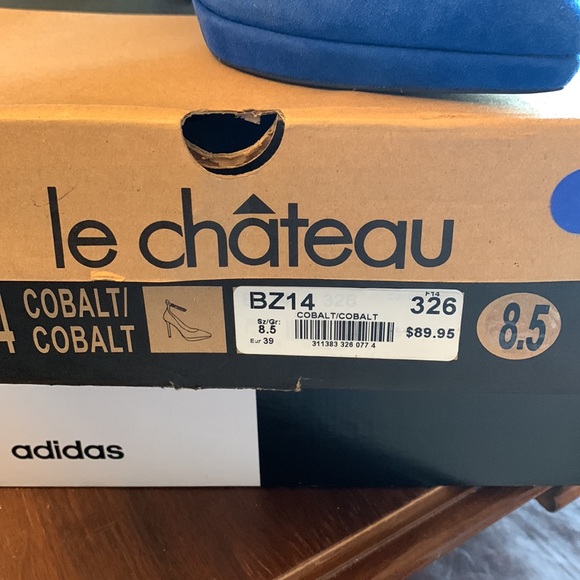 le château
4 COBALT/
COBALT
BZ14 326 F14 326
COBALT/COBALT
Sz/Gr:
8.5
$89.95
Eur 39
311383 326 077 4
8.5
adidas